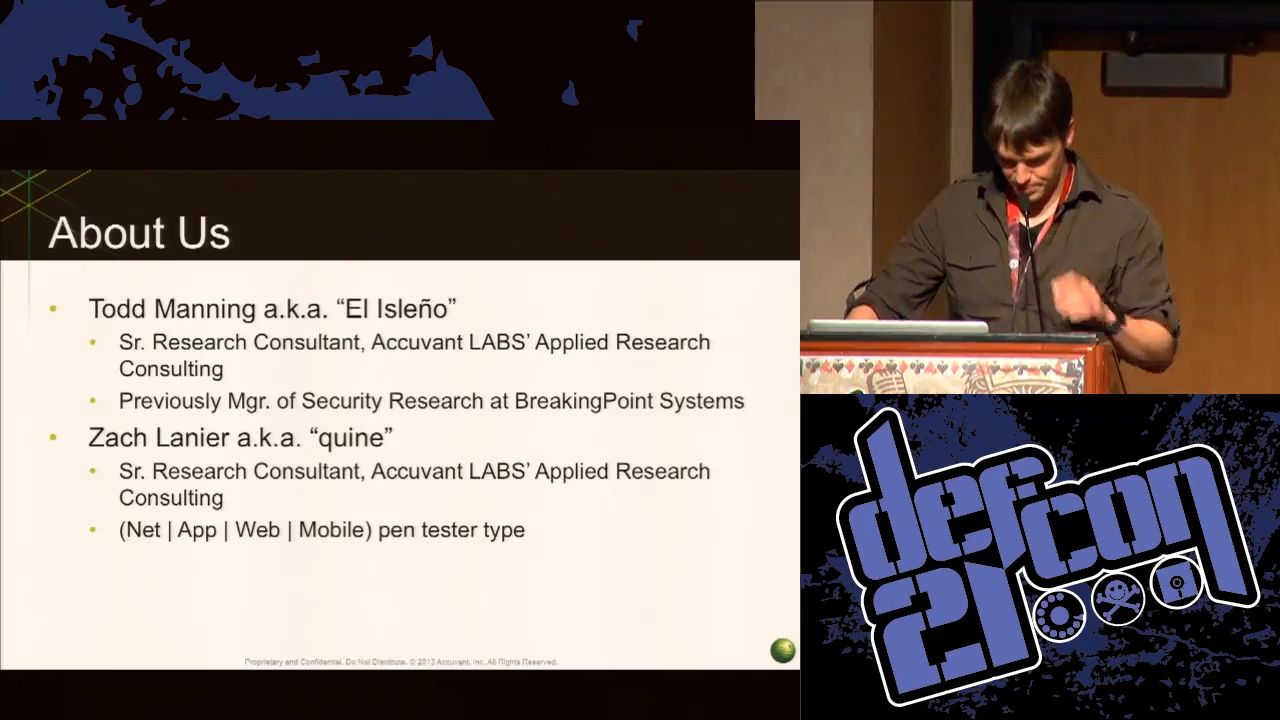 About Us
• Todd Manning a.k.a. “El Isleño”
• Sr. Research Consultant, Accuvant LABS’ Applied Research
Consulting
• Previously Mgr. of Security Research at BreakingPoint Systems
• Zach Lanier a.k.a. “quine”
• Sr. Research Consultant, Accuvant LABS’ Applied Research
Consulting
• (Net | App | Web | Mobile) pen tester type
Proprietary and Confidential. Do Not Distribute. © 2013 Accuvant, Inc. All Rights Reserved.
defcon
21